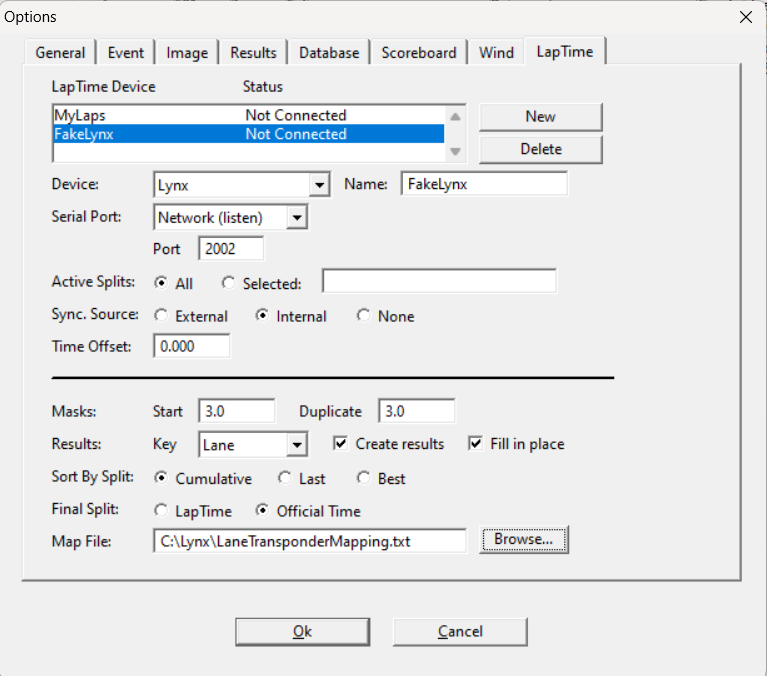 Options
General Event Image Results Database Scoreboard Wind LapTime
LapTime Device Status
MyLaps Not Connected
FakeLynx Not Connected
New
Delete
Device: Lynx Name: FakeLynx
Serial Port: Network (listen)
Port 2002
Active Splits: All Selected:
Sync. Source: External Internal None
Time Offset: 0.000
Masks: Start 3.0 Duplicate 3.0
Results: Key Lane Create results Fill in place
Sort By Split: Cumulative Last Best
Final Split: LapTime Official Time
Map File: C:\Lynx\LaneTransponderMapping.txt Browse...
Ok Cancel